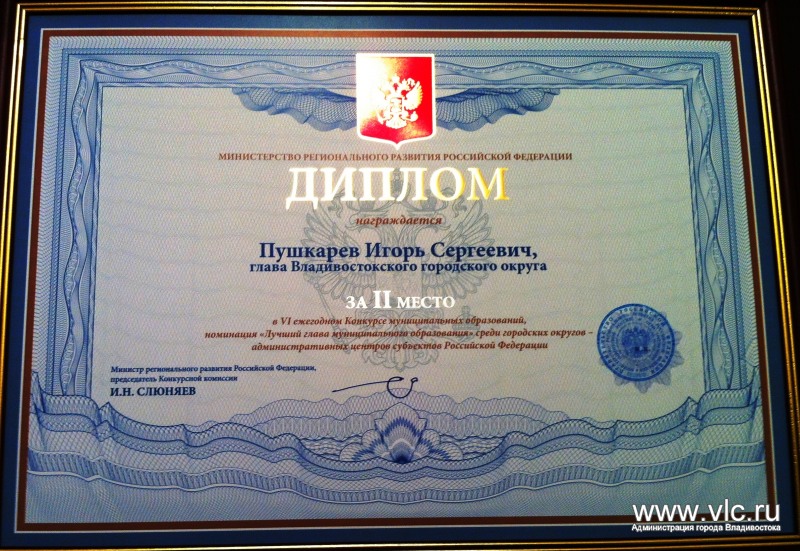 МИНИСТЕРСТВО РЕГИОНАЛЬНОГО РАЗВИТИЯ РОССИЙСКОЙ ФЕДЕРАЦИИ
ДИПЛОМ
награждается
Пушкарев Игорь Сергеевич,
глава Владивостокского городского округа
ЗА II МЕСТО
в VI ежегодном Конкурсе муниципальных образований,
номинация «Лучший глава муниципального образования» среди городских округов –
административных центров субъектов Российской Федерации
Министр регионального развития Российской Федерации,
председатель Конкурсной комиссии
И.Н. СЛЮНЯЕВ
www.vlc.ru
Администрация города Владивостока